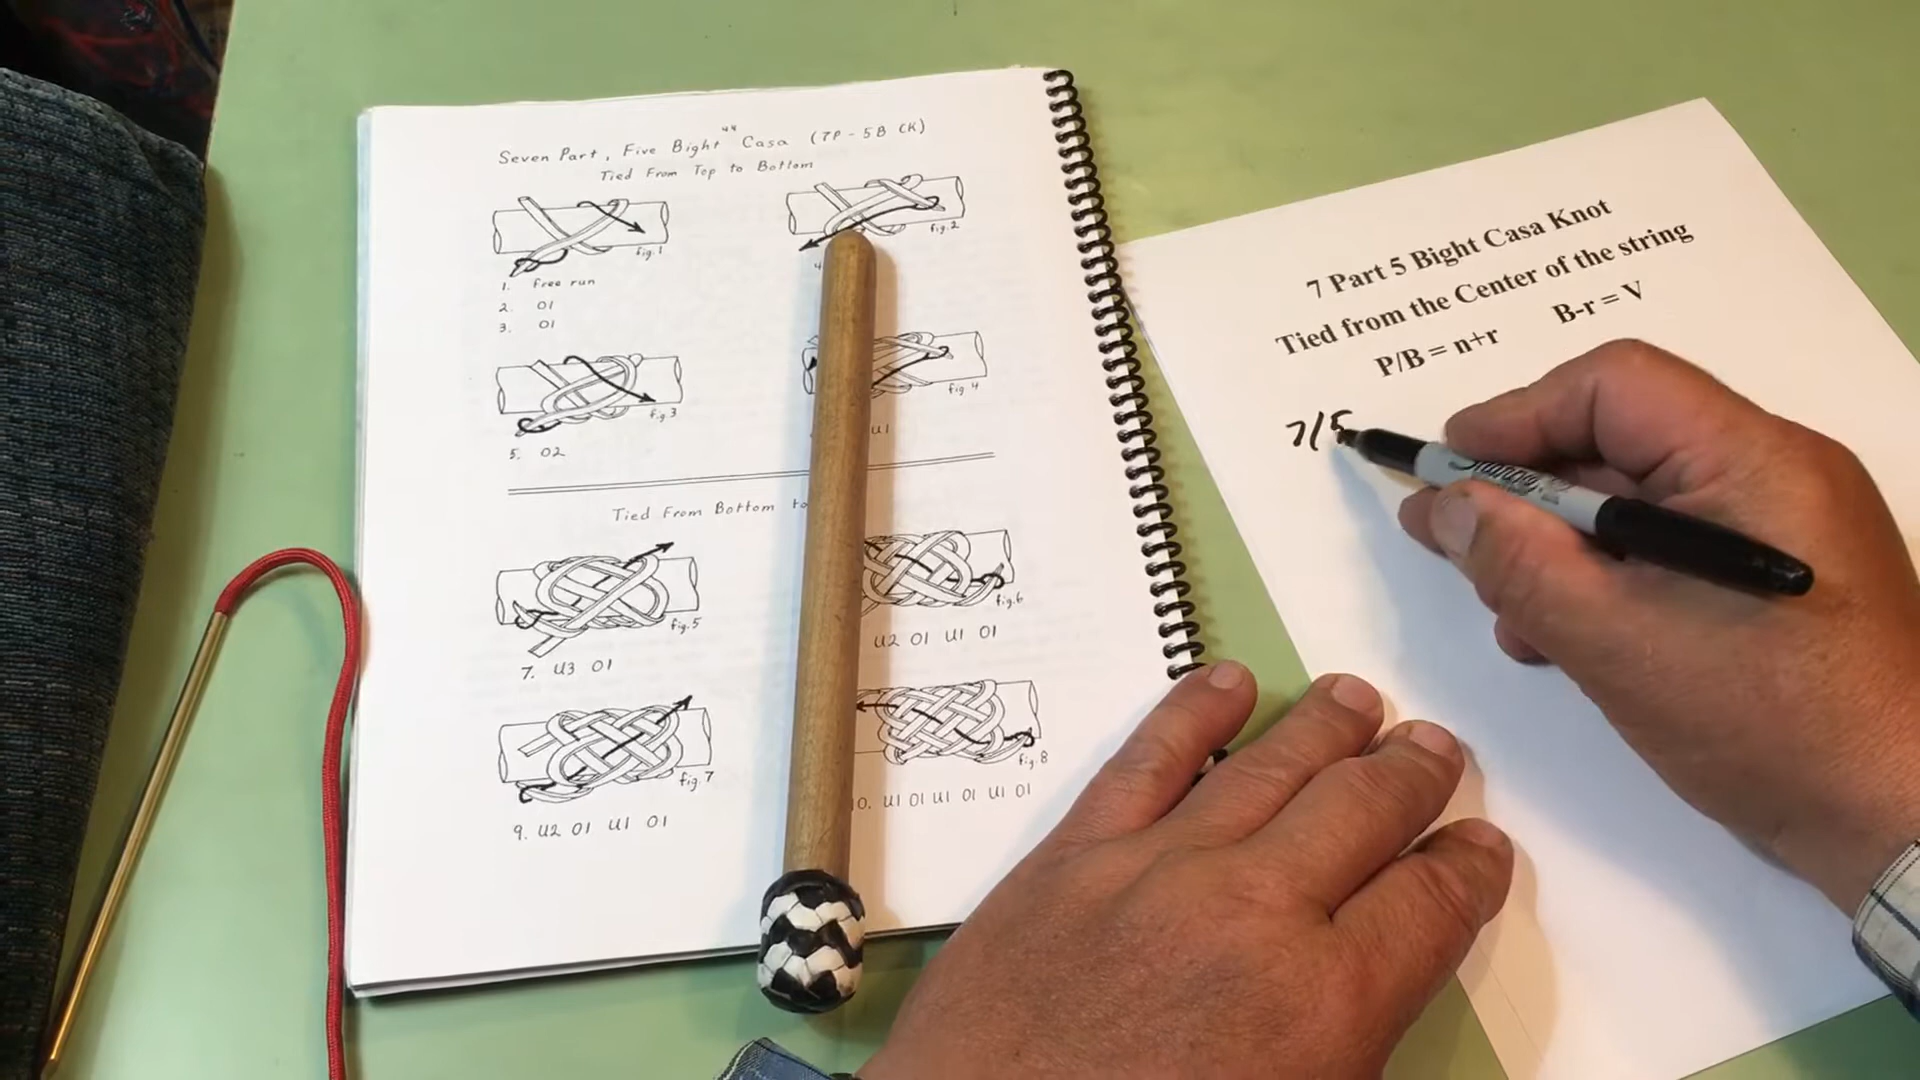 Seven Part, Five Bight Casa (7P-5B CK)
Tied From Top to Bottom
fig.1
fig.2
1. free run
2. O1
3. O1
4
fig.3
fig.4
5. O2
U1
Tied From Bottom to
fig.5
fig.6
7. U3 O1
U2 O1 U1 O1
fig.7
fig.8
9. U2 O1 U1 O1
0. U1 O1 U1 O1 U1 O1
7 Part 5 Bight Casa Knot
Tied from the Center of the string
P/B = n+r B-r = V
7/5